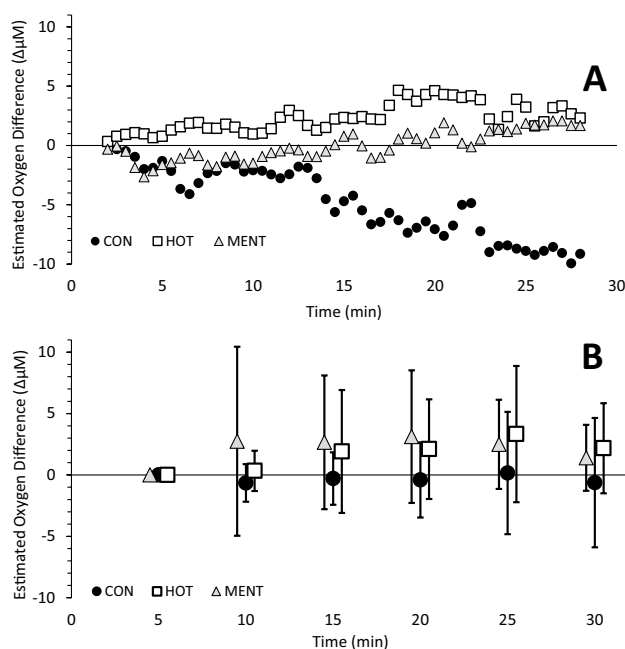 10
5
0
-5
-10
Estimated Oxygen Difference (ΔµM)
A
CON HOT MENT
0 5 10 15 20 25 30
Time (min)
10
5
0
-5
-10
Estimated Oxygen Difference (ΔµM)
B
CON HOT MENT
0 5 10 15 20 25 30
Time (min)